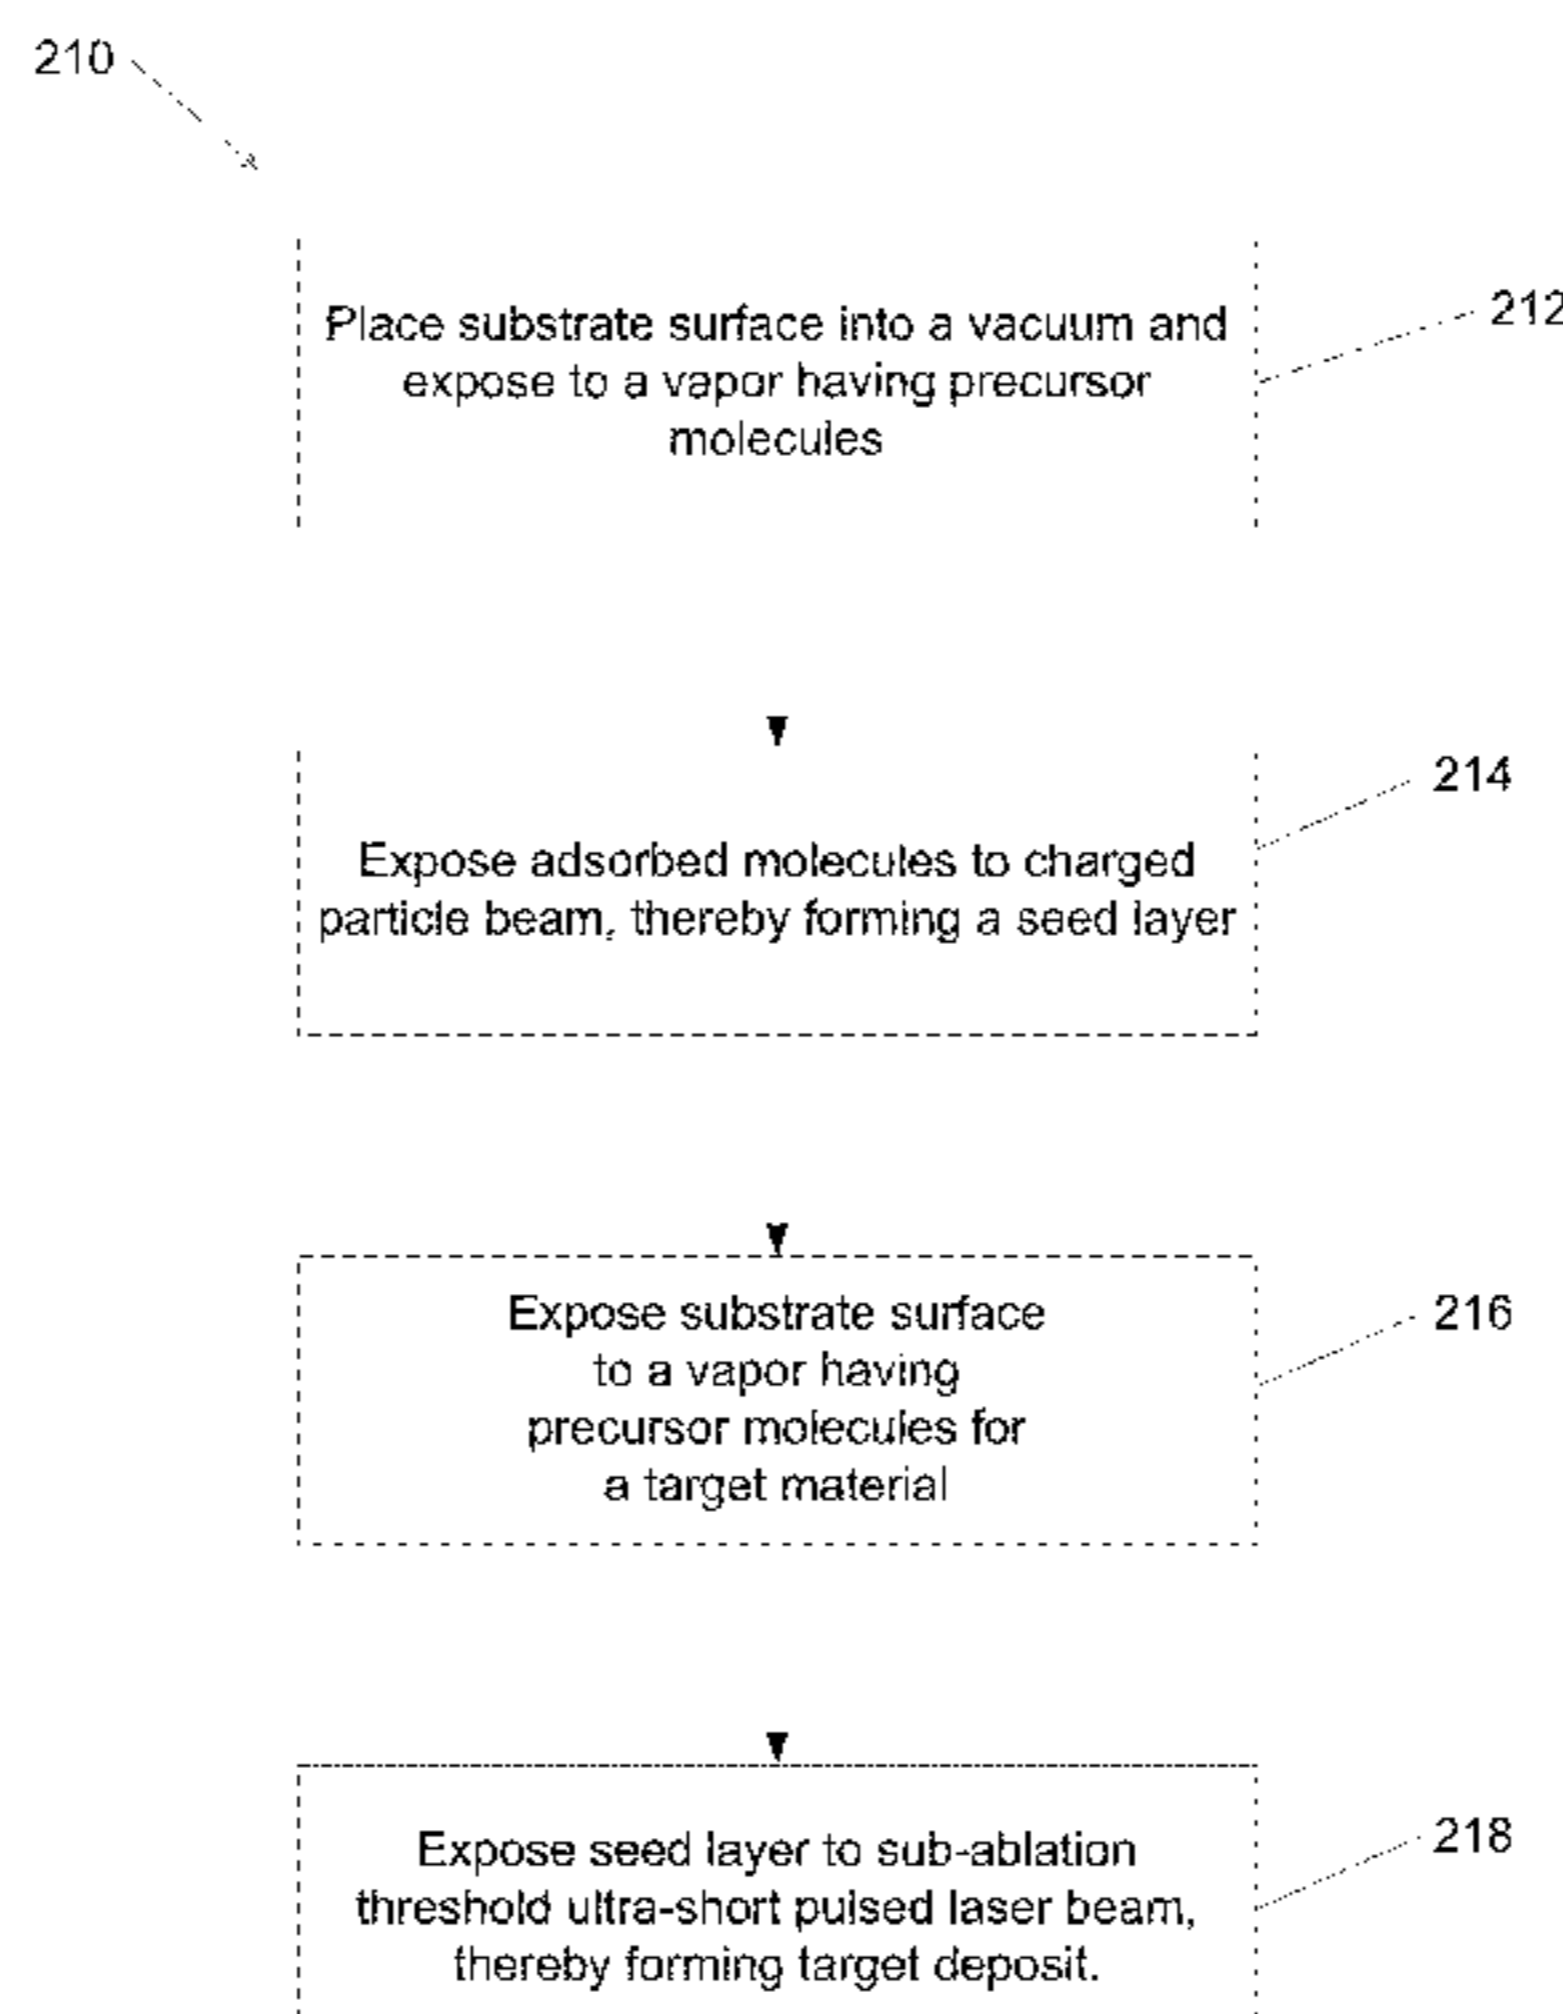 210
Place substrate surface into a vacuum and
expose to a vapor having precursor
molecules
212
Expose adsorbed molecules to charged
particle beam, thereby forming a seed layer
214
Expose substrate surface
to a vapor having
precursor molecules for
a target material
216
Expose seed layer to sub-ablation
threshold ultra-short pulsed laser beam,
thereby forming target deposit.
218